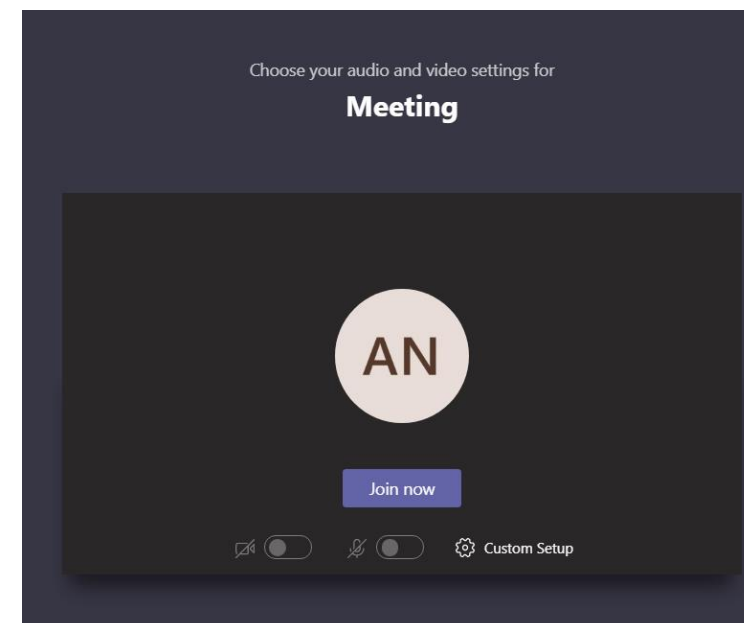 Choose your audio and video settings for
Meeting
AN
Join now
Custom Setup